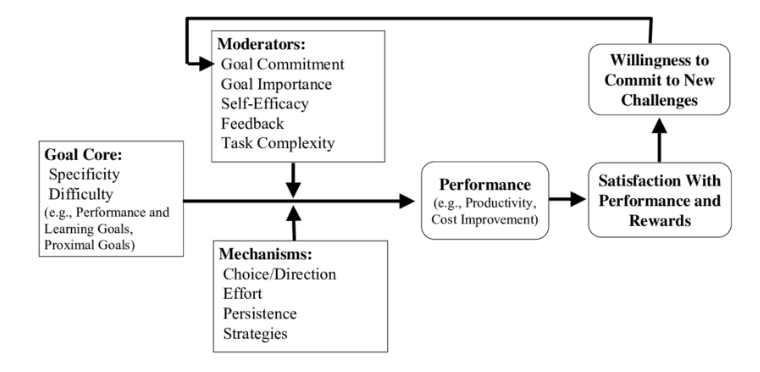 Moderators:
Goal Commitment
Goal Importance
Self-Efficacy
Feedback
Task Complexity
Willingness to
Commit to New
Challenges
Goal Core:
Specificity
Difficulty
(e.g., Performance and
Learning Goals,
Proximal Goals)
Performance
(e.g., Productivity,
Cost Improvement)
Satisfaction With
Performance and
Rewards
Mechanisms:
Choice/Direction
Effort
Persistence
Strategies